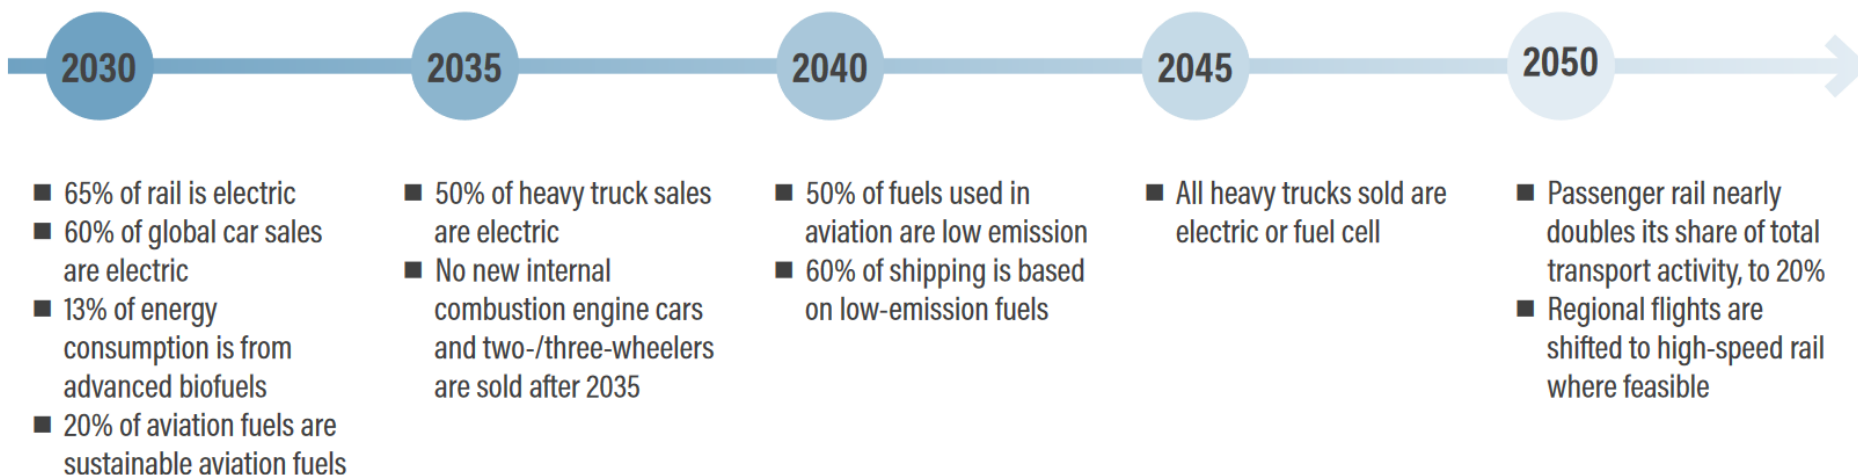 2030
2035
2040
2045
2050
■ 65% of rail is electric
■ 60% of global car sales
are electric
■ 13% of energy
consumption is from
advanced biofuels
■ 20% of aviation fuels are
sustainable aviation fuels
■ 50% of heavy truck sales
are electric
■ No new internal
combustion engine cars
and two-/three-wheelers
are sold after 2035
■ 50% of fuels used in
aviation are low emission
■ 60% of shipping is based
on low-emission fuels
■ All heavy trucks sold are
electric or fuel cell
■ Passenger rail nearly
doubles its share of total
transport activity, to 20%
■ Regional flights are
shifted to high-speed rail
where feasible